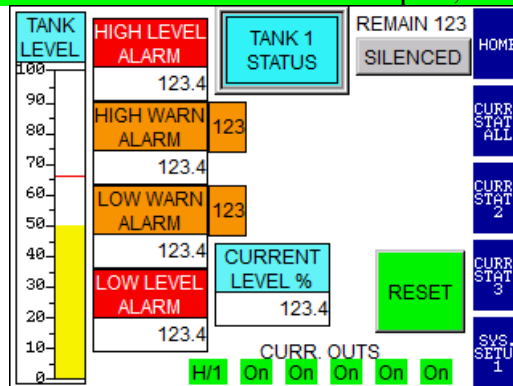 TANK
LEVEL
100
90
80
70
60
50
40
30
20
10
0
HIGH LEVEL
ALARM
123.4
HIGH WARN
ALARM
123
123.4
LOW WARN
ALARM
123
123.4
LOW LEVEL
ALARM
123.4
TANK 1
STATUS
REMAIN 123
SILENCED
CURRENT
LEVEL %
123.4
RESET
CURR. OUTS
H/1 On On On On On
HOME
CURR
STAT
ALL
CURR
STAT
2
CURR
STAT
3
SYS.
SETU
1